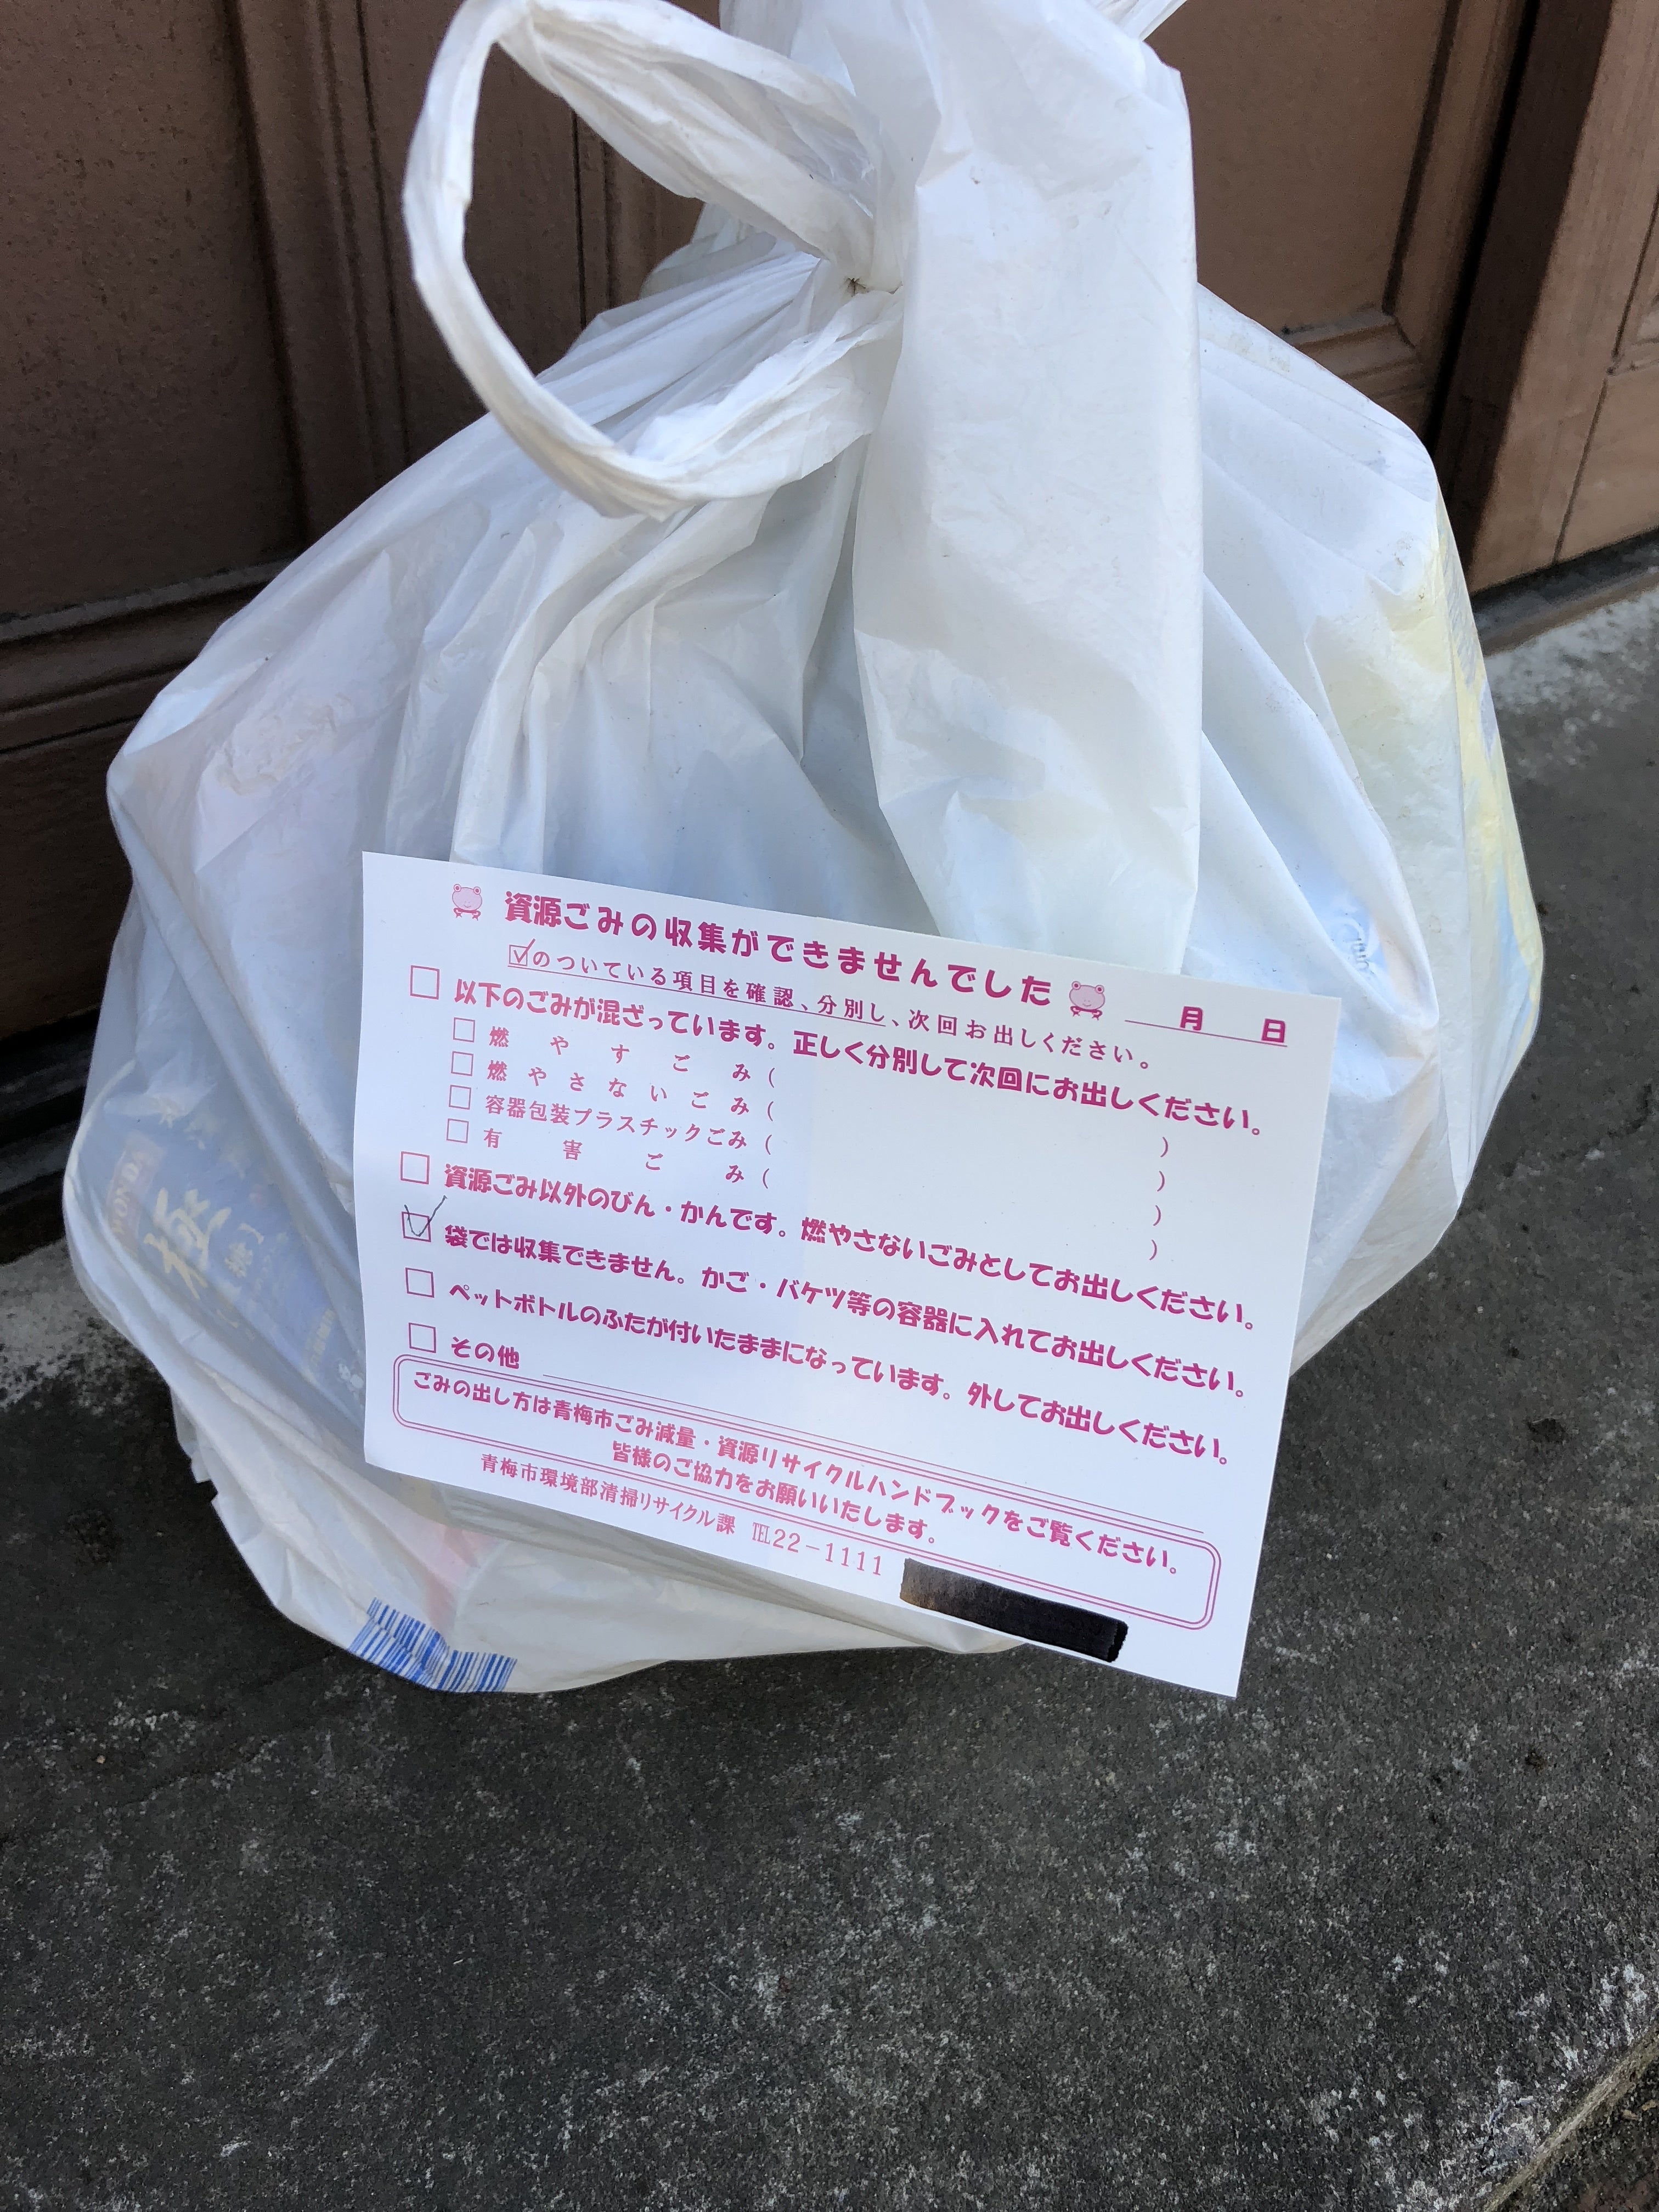 資源ごみの収集ができませんでした
月 日
☑のついている項目を確認、分別し、次回お出しください。
□ 以下のごみが混ざっています。正しく分別して次回にお出しください。
□ 燃やすごみ( )
□ 燃やさないごみ( )
□ 容器包装プラスチックごみ( )
□ 有害ごみ( )
□ 資源ごみ以外のびん・かんです。燃やさないごみとしてお出しください。
☑ 袋では収集できません。かご・バケツ等の容器に入れてお出しください。
□ ペットボトルのふたが付いたままになっています。外してお出しください。
□ その他
ごみの出し方は青梅市ごみ減量・資源リサイクルハンドブックをご覧ください。
皆様のご協力をお願いいたします。
青梅市環境部清掃リサイクル課 ℡22-1111
極